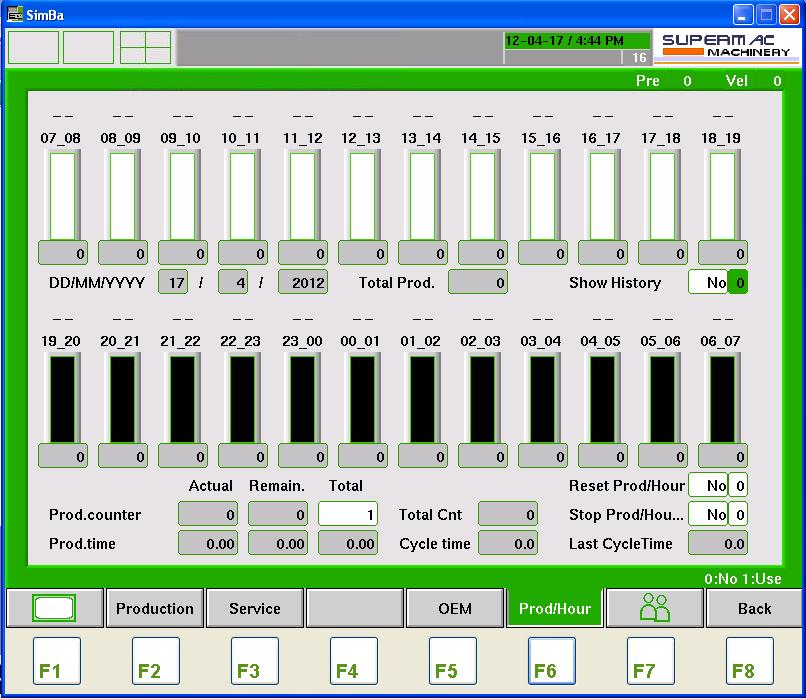 SimBa
12-04-17 / 4:44 PM
16
SUPERMAC
MACHINERY
Pre 0 Vel 0
-- -- -- -- -- -- -- -- -- -- -- --
07_08 08_09 09_10 10_11 11_12 12_13 13_14 14_15 15_16 16_17 17_18 18_19
0 0 0 0 0 0 0 0 0 0 0 0
DD/MM/YYYY 17 / 4 / 2012 Total Prod. 0 Show History No 0
-- -- -- -- -- -- -- -- -- -- -- --
19_20 20_21 21_22 22_23 23_00 00_01 01_02 02_03 03_04 04_05 05_06 06_07
0 0 0 0 0 0 0 0 0 0 0 0
Actual Remain. Total Reset Prod/Hour No 0
Prod.counter 0 0 1 Total Cnt 0 Stop Prod/Hou... No 0
Prod.time 0.00 0.00 0.00 Cycle time 0.0 Last CycleTime 0.0
0:No 1:Use
Production Service OEM Prod/Hour Back
F1 F2 F3 F4 F5 F6 F7 F8